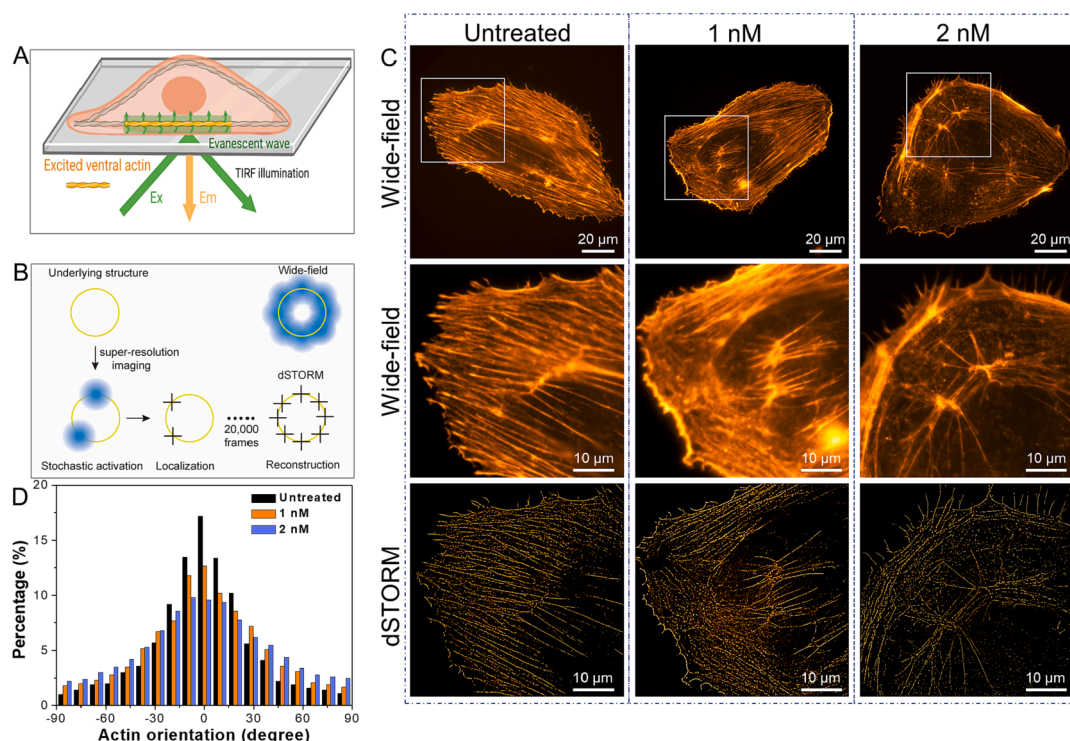 A
Evanescent wave
Excited ventral actin
TIRF illumination
Ex
Em
B
Underlying structure
Wide-field
super-resolution
imaging
dSTORM
20,000
frames
Stochastic activation
Localization
Reconstruction
D
Untreated
1 nM
2 nM
20
15
10
5
0
Percentage (%)
-90
-60
-30
0
30
60
90
Actin orientation (degree)
C
Untreated
1 nM
2 nM
Wide-field
20 μm
20 μm
20 μm
Wide-field
10 μm
10 μm
10 μm
dSTORM
10 μm
10 μm
10 μm